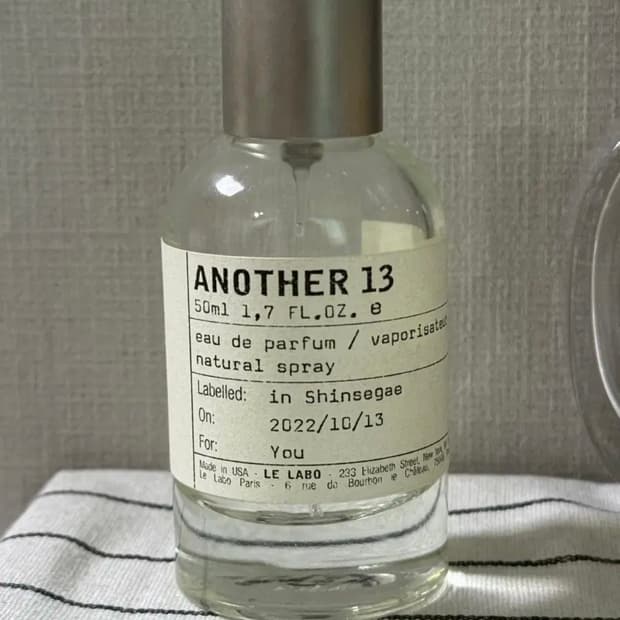 ANOTHER 13
50ml 1,7 FL.OZ. e
eau de parfum / vaporisateur
natural spray
Labelled: in Shinsegae
On: 2022/10/13
For: You
Made in USA - LE LABO - 233 Elizabeth Street, New York,
Le Labo Paris - 6 rue de Bourbon le Château,